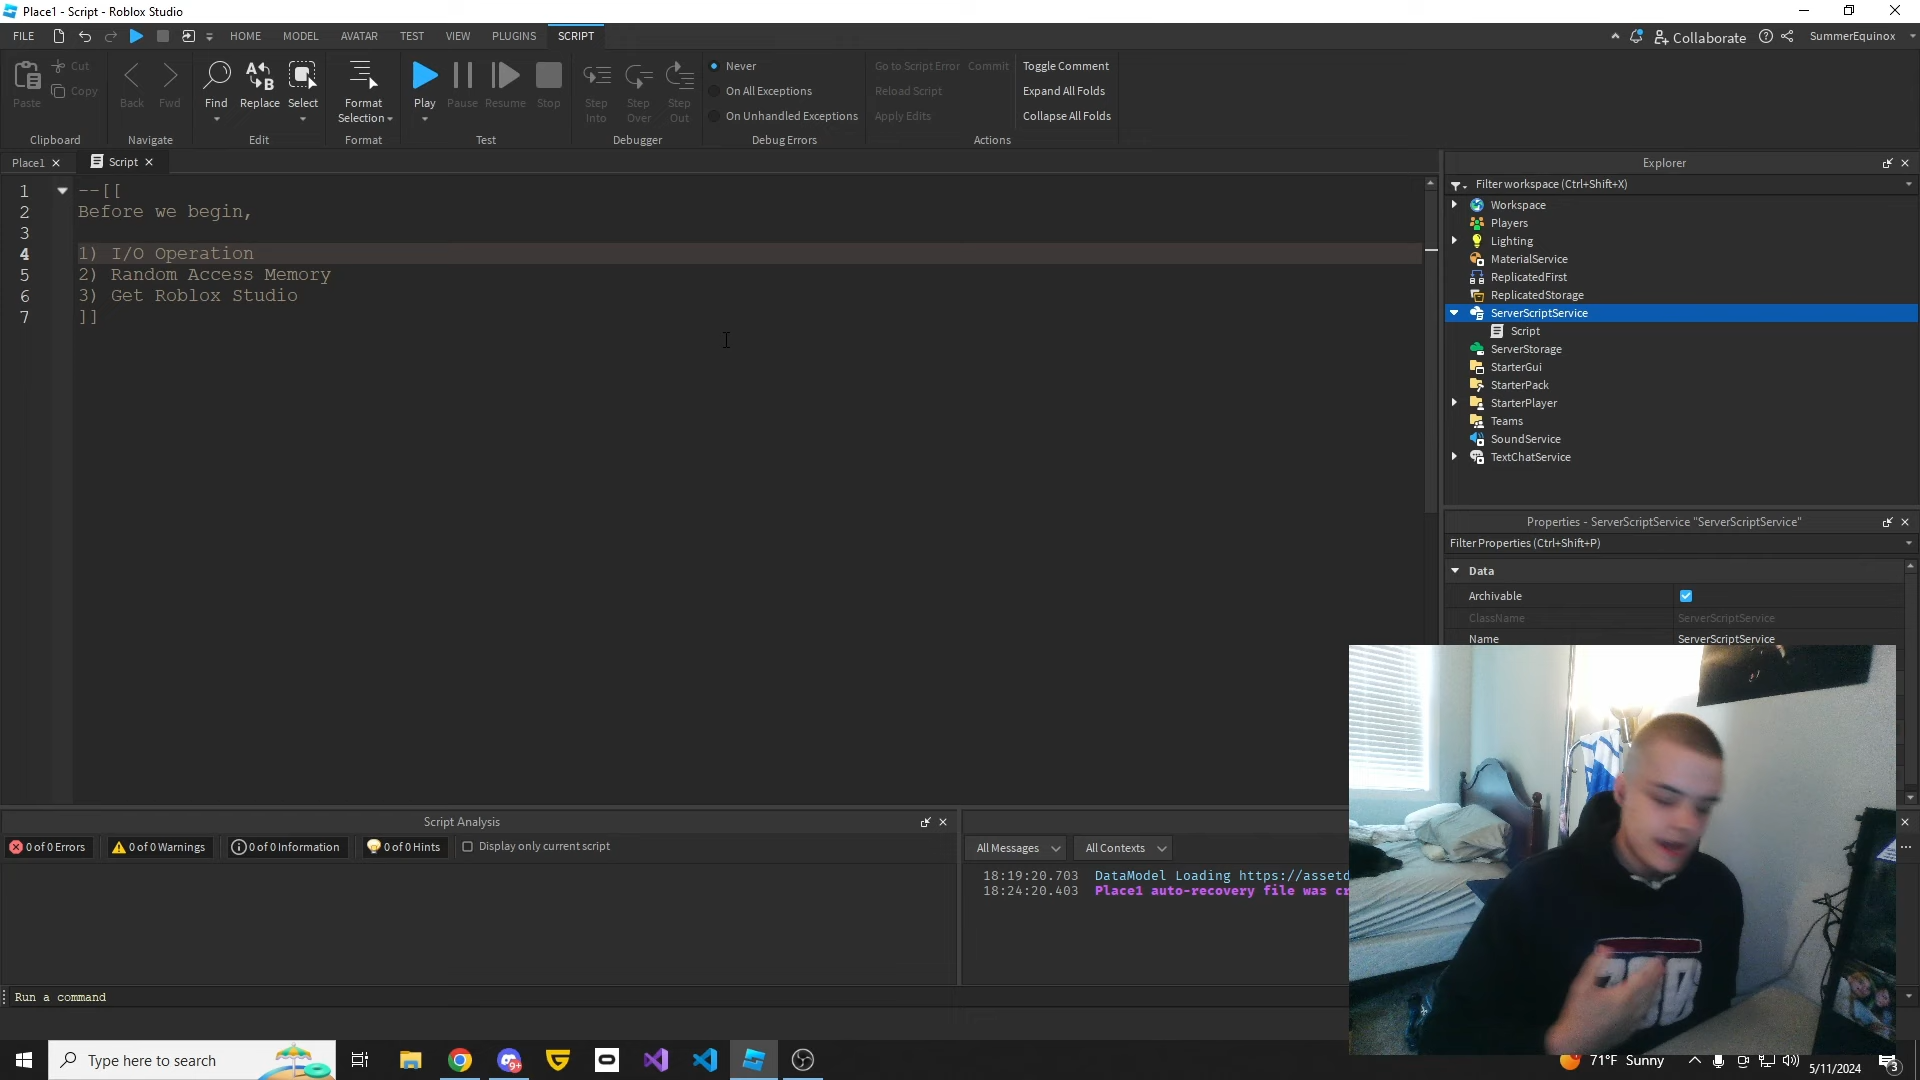 Place1 - Script - Roblox Studio
FILE HOME MODEL AVATAR TEST VIEW PLUGINS SCRIPT Collaborate SummerEquinox
Paste Cut Copy
Clipboard
Back Fwd
Navigate
Find Replace Select
Edit
Format Selection
Format
Play Pause Resume Stop
Test
Step Into Step Over Step Out
Debugger
Never
On All Exceptions
On Unhandled Exceptions
Debug Errors
Go to Script Error Commit Toggle Comment
Reload Script Expand All Folds
Apply Edits Collapse All Folds
Actions
Place1 Script
1 --[[
2 Before we begin,
3
4 1) I/O Operation
5 2) Random Access Memory
6 3) Get Roblox Studio
7 ]]
Explorer
Filter workspace (Ctrl+Shift+X)
Workspace
Players
Lighting
MaterialService
ReplicatedFirst
ReplicatedStorage
ServerScriptService
Script
ServerStorage
StarterGui
StarterPack
StarterPlayer
Teams
SoundService
TextChatService
Properties - ServerScriptService "ServerScriptService"
Filter Properties (Ctrl+Shift+P)
Data
Archivable
ClassName ServerScriptService
Name ServerScriptService
Script Analysis
0 of 0 Errors 0 of 0 Warnings 0 of 0 Information 0 of 0 Hints Display only current script
All Messages All Contexts
18:19:20.703 DataModel Loading https://assetd
18:24:20.403 Place1 auto-recovery file was cr
Run a command
Type here to search
9+
71°F Sunny
5/11/2024
3